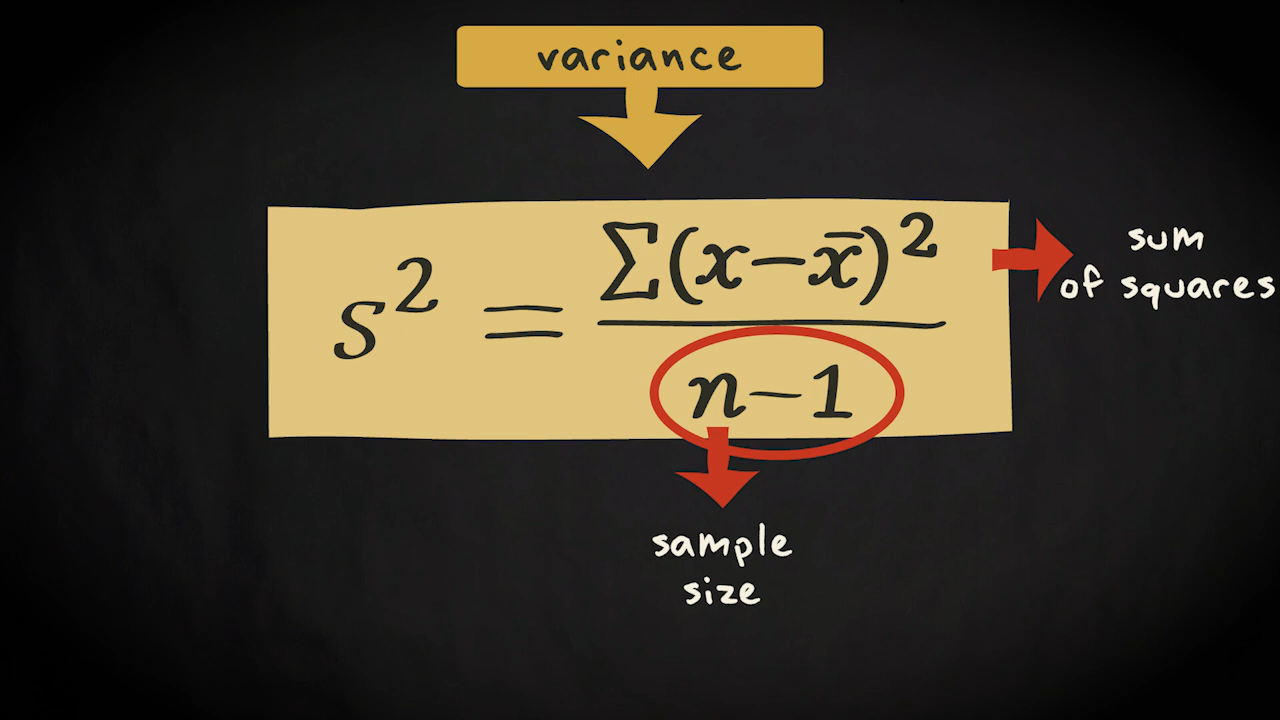 variance
s² = Σ(x−x̄)² / n−1
sum
of squares
sample
size